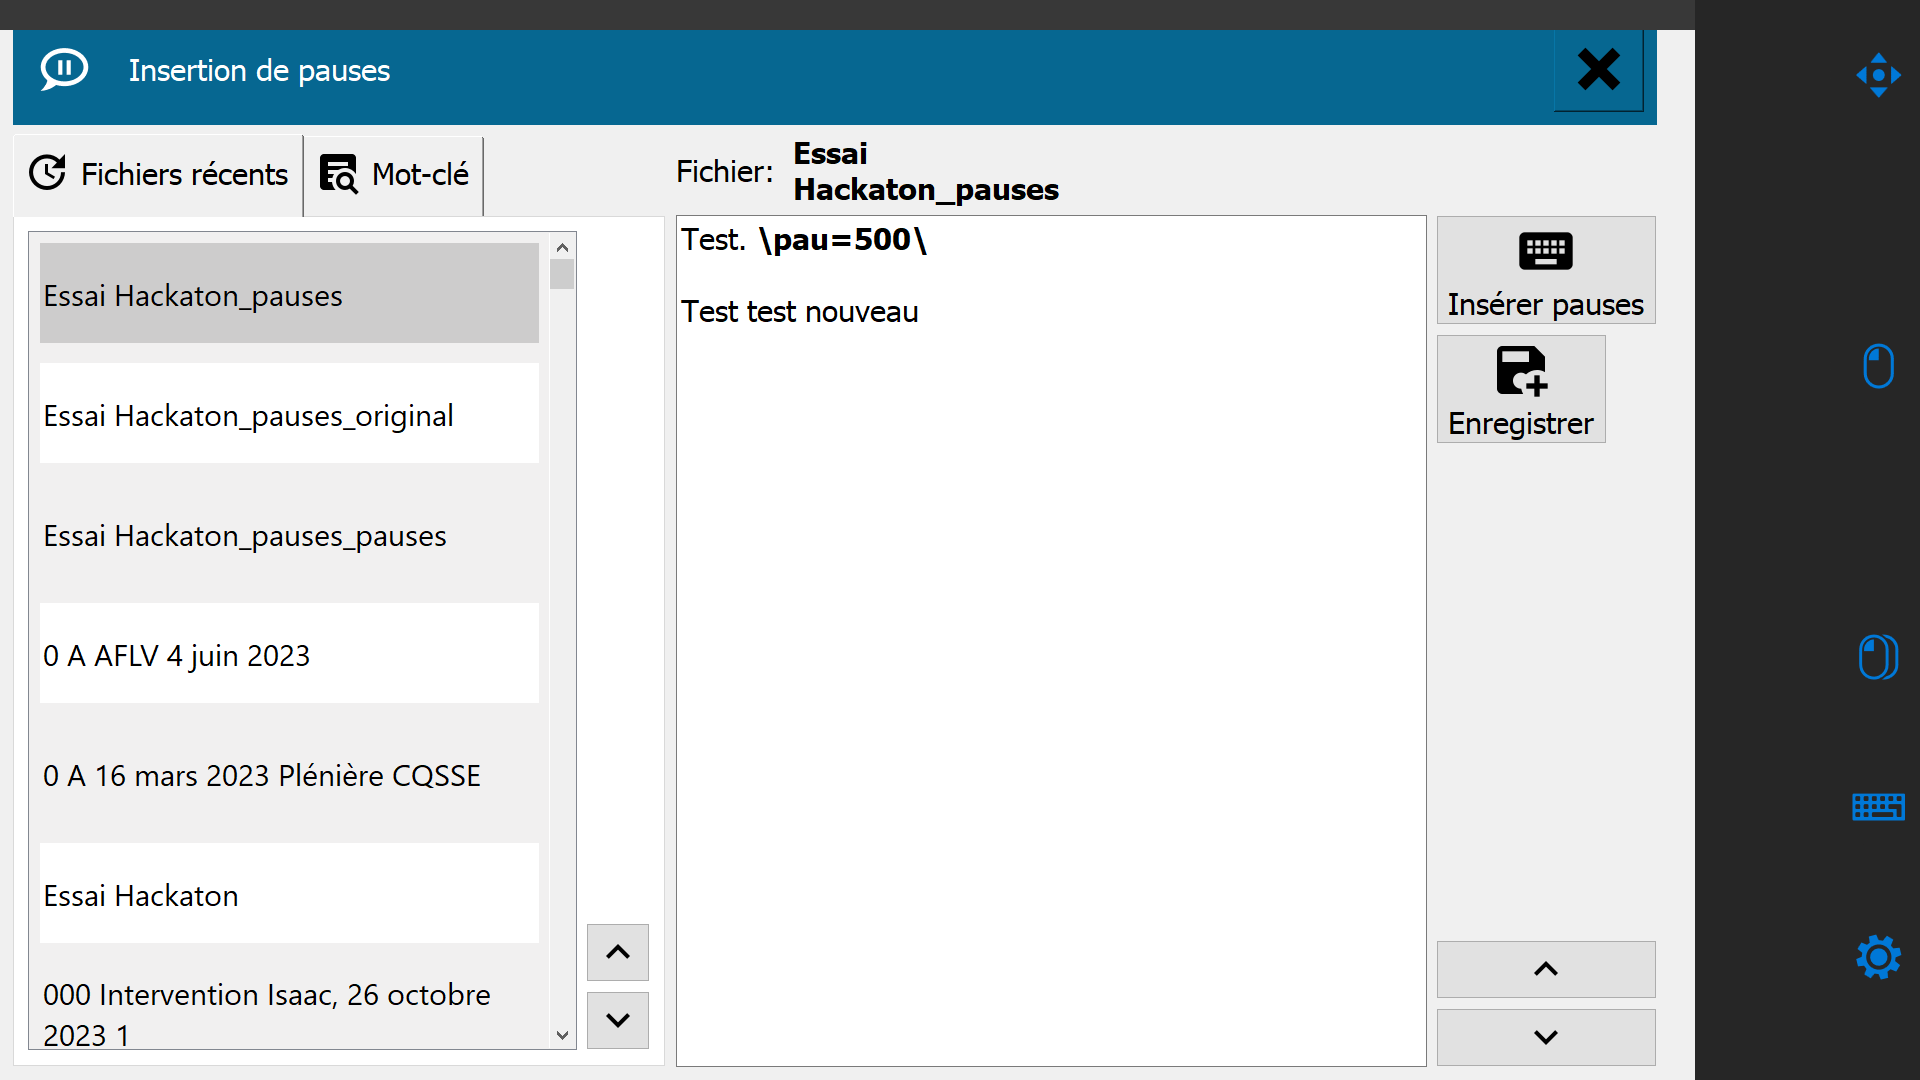 Insertion de pauses
Fichiers récents
Mot-clé
Fichier:
Essai
Hackaton_pauses
Essai Hackaton_pauses
Essai Hackaton_pauses_original
Essai Hackaton_pauses_pauses
0 A AFLV 4 juin 2023
0 A 16 mars 2023 Plénière CQSSE
Essai Hackaton
000 Intervention Isaac, 26 octobre
2023 1
Test. \pau=500\
Test test nouveau
Insérer pauses
Enregistrer